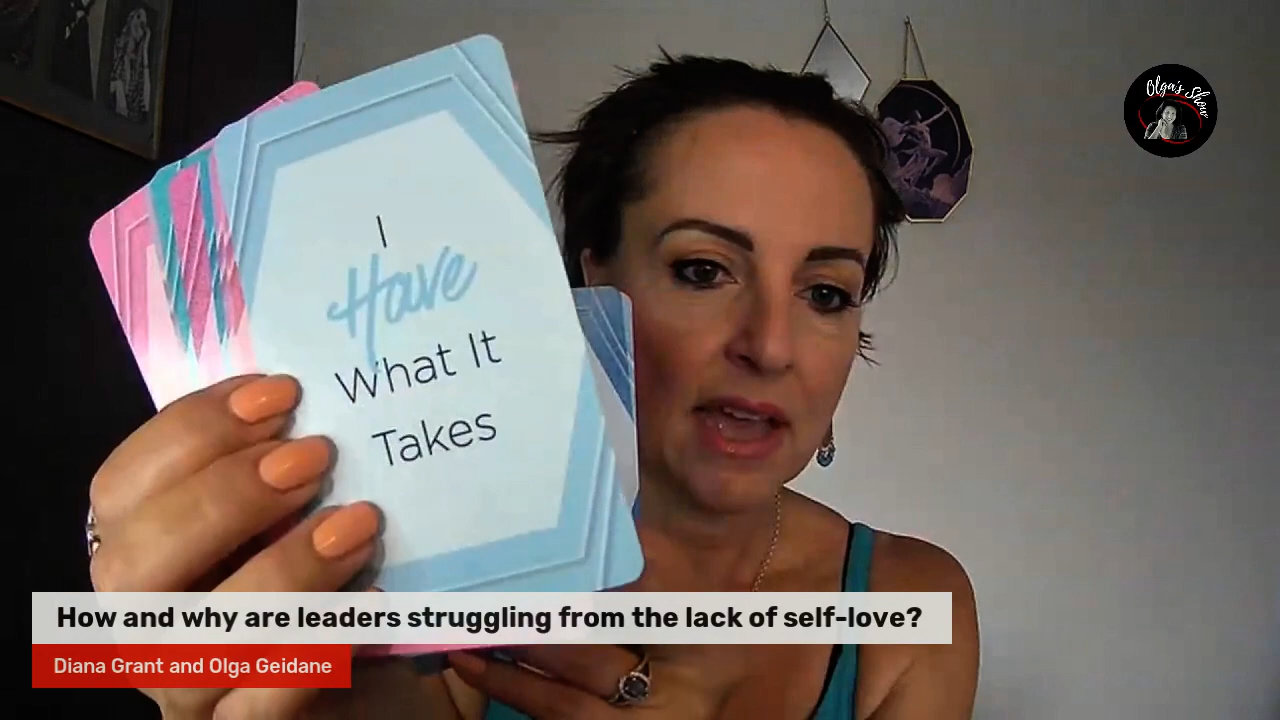 Olga's Show
I
Have
What It
Takes
How and why are leaders struggling from the lack of self-love?
Diana Grant and Olga Geidane